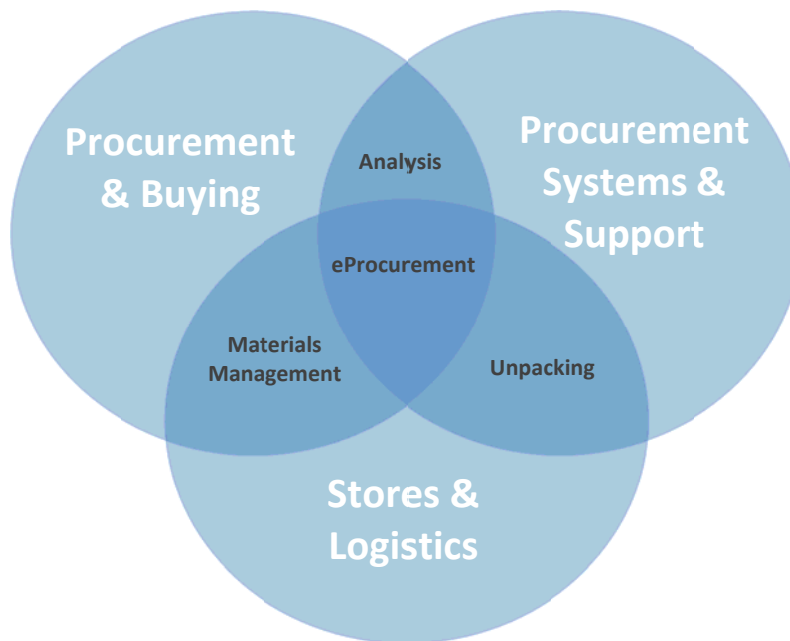 Procurement
& Buying
Procurement
Systems &
Support
Analysis
eProcurement
Materials
Management
Unpacking
Stores &
Logistics